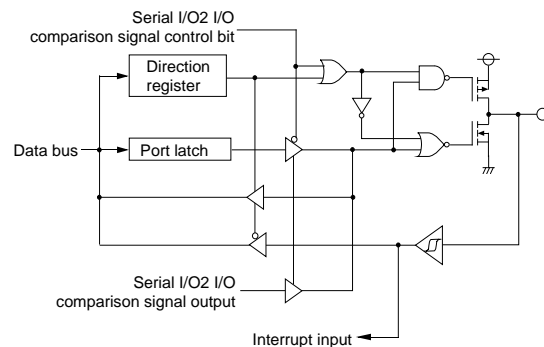 Serial I/O2 I/O
comparison signal control bit
Direction
register
Data bus
Port latch
Serial I/O2 I/O
comparison signal output
Interrupt input